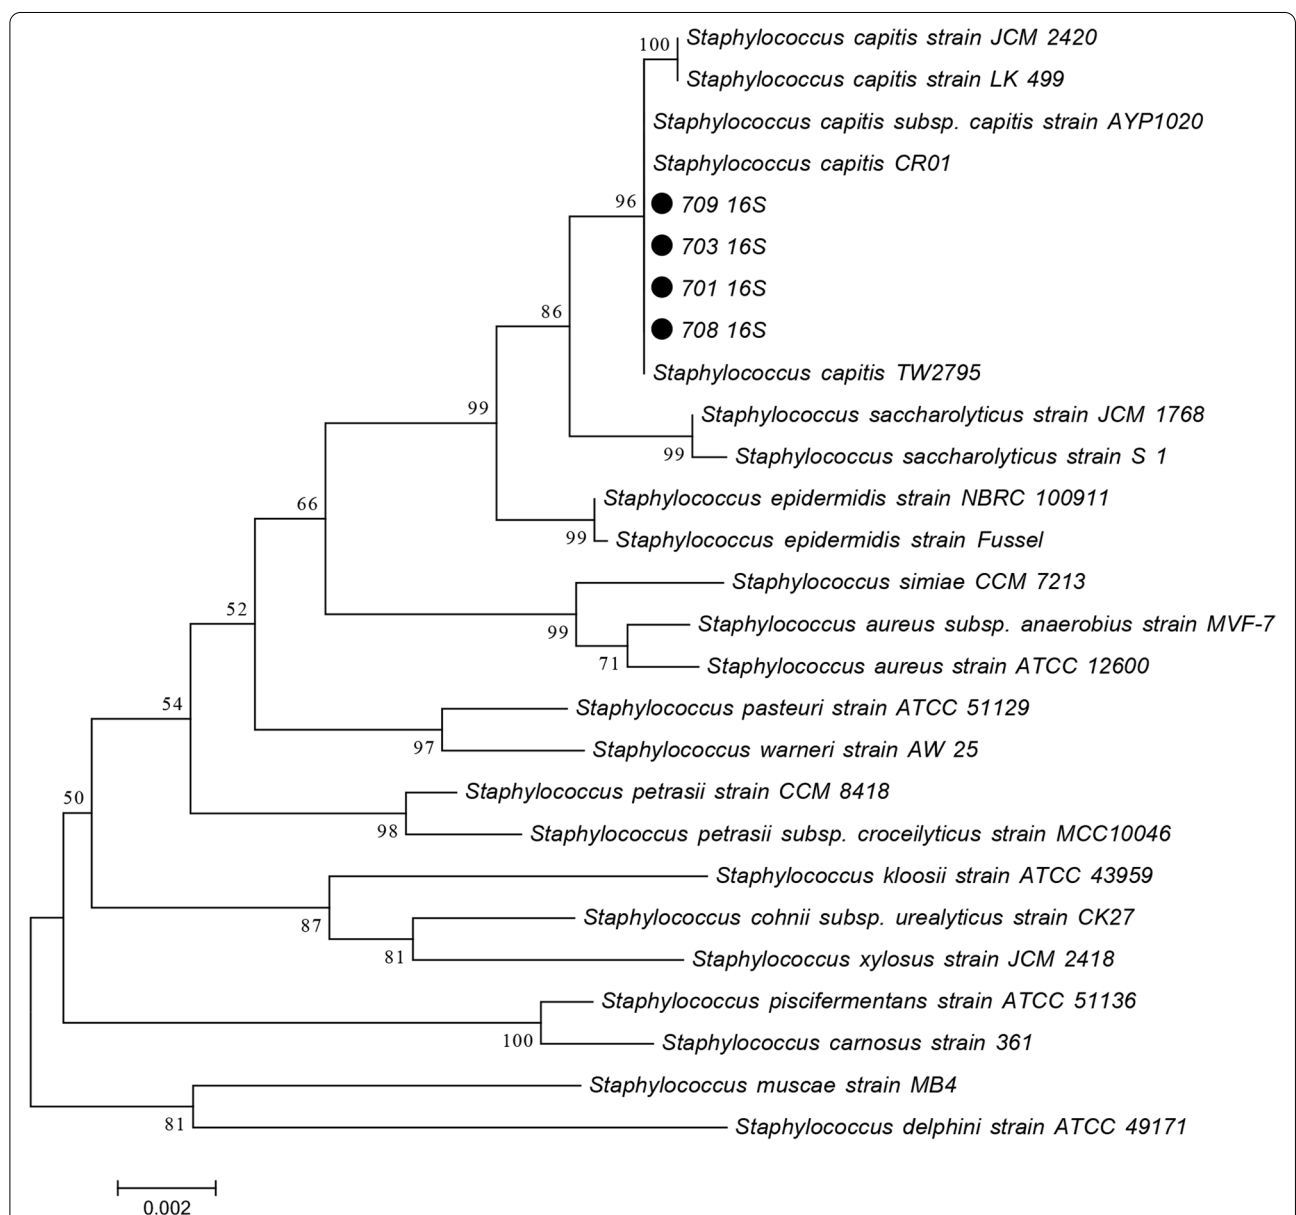 100
Staphylococcus capitis strain JCM 2420
Staphylococcus capitis strain LK 499
Staphylococcus capitis subsp. capitis strain AYP1020
Staphylococcus capitis CR01
96
709 16S
703 16S
701 16S
86
708 16S
Staphylococcus capitis TW2795
99
Staphylococcus saccharolyticus strain JCM 1768
99
Staphylococcus saccharolyticus strain S 1
66
Staphylococcus epidermidis strain NBRC 100911
99
Staphylococcus epidermidis strain Fussel
Staphylococcus simiae CCM 7213
52
99
Staphylococcus aureus subsp. anaerobius strain MVF-7
71
Staphylococcus aureus strain ATCC 12600
54
Staphylococcus pasteuri strain ATCC 51129
97
Staphylococcus warneri strain AW 25
50
Staphylococcus petrasii strain CCM 8418
98
Staphylococcus petrasii subsp. croceilyticus strain MCC10046
Staphylococcus kloosii strain ATCC 43959
87
Staphylococcus cohnii subsp. urealyticus strain CK27
81
Staphylococcus xylosus strain JCM 2418
Staphylococcus piscifermentans strain ATCC 51136
100
Staphylococcus carnosus strain 361
Staphylococcus muscae strain MB4
81
Staphylococcus delphini strain ATCC 49171
0.002